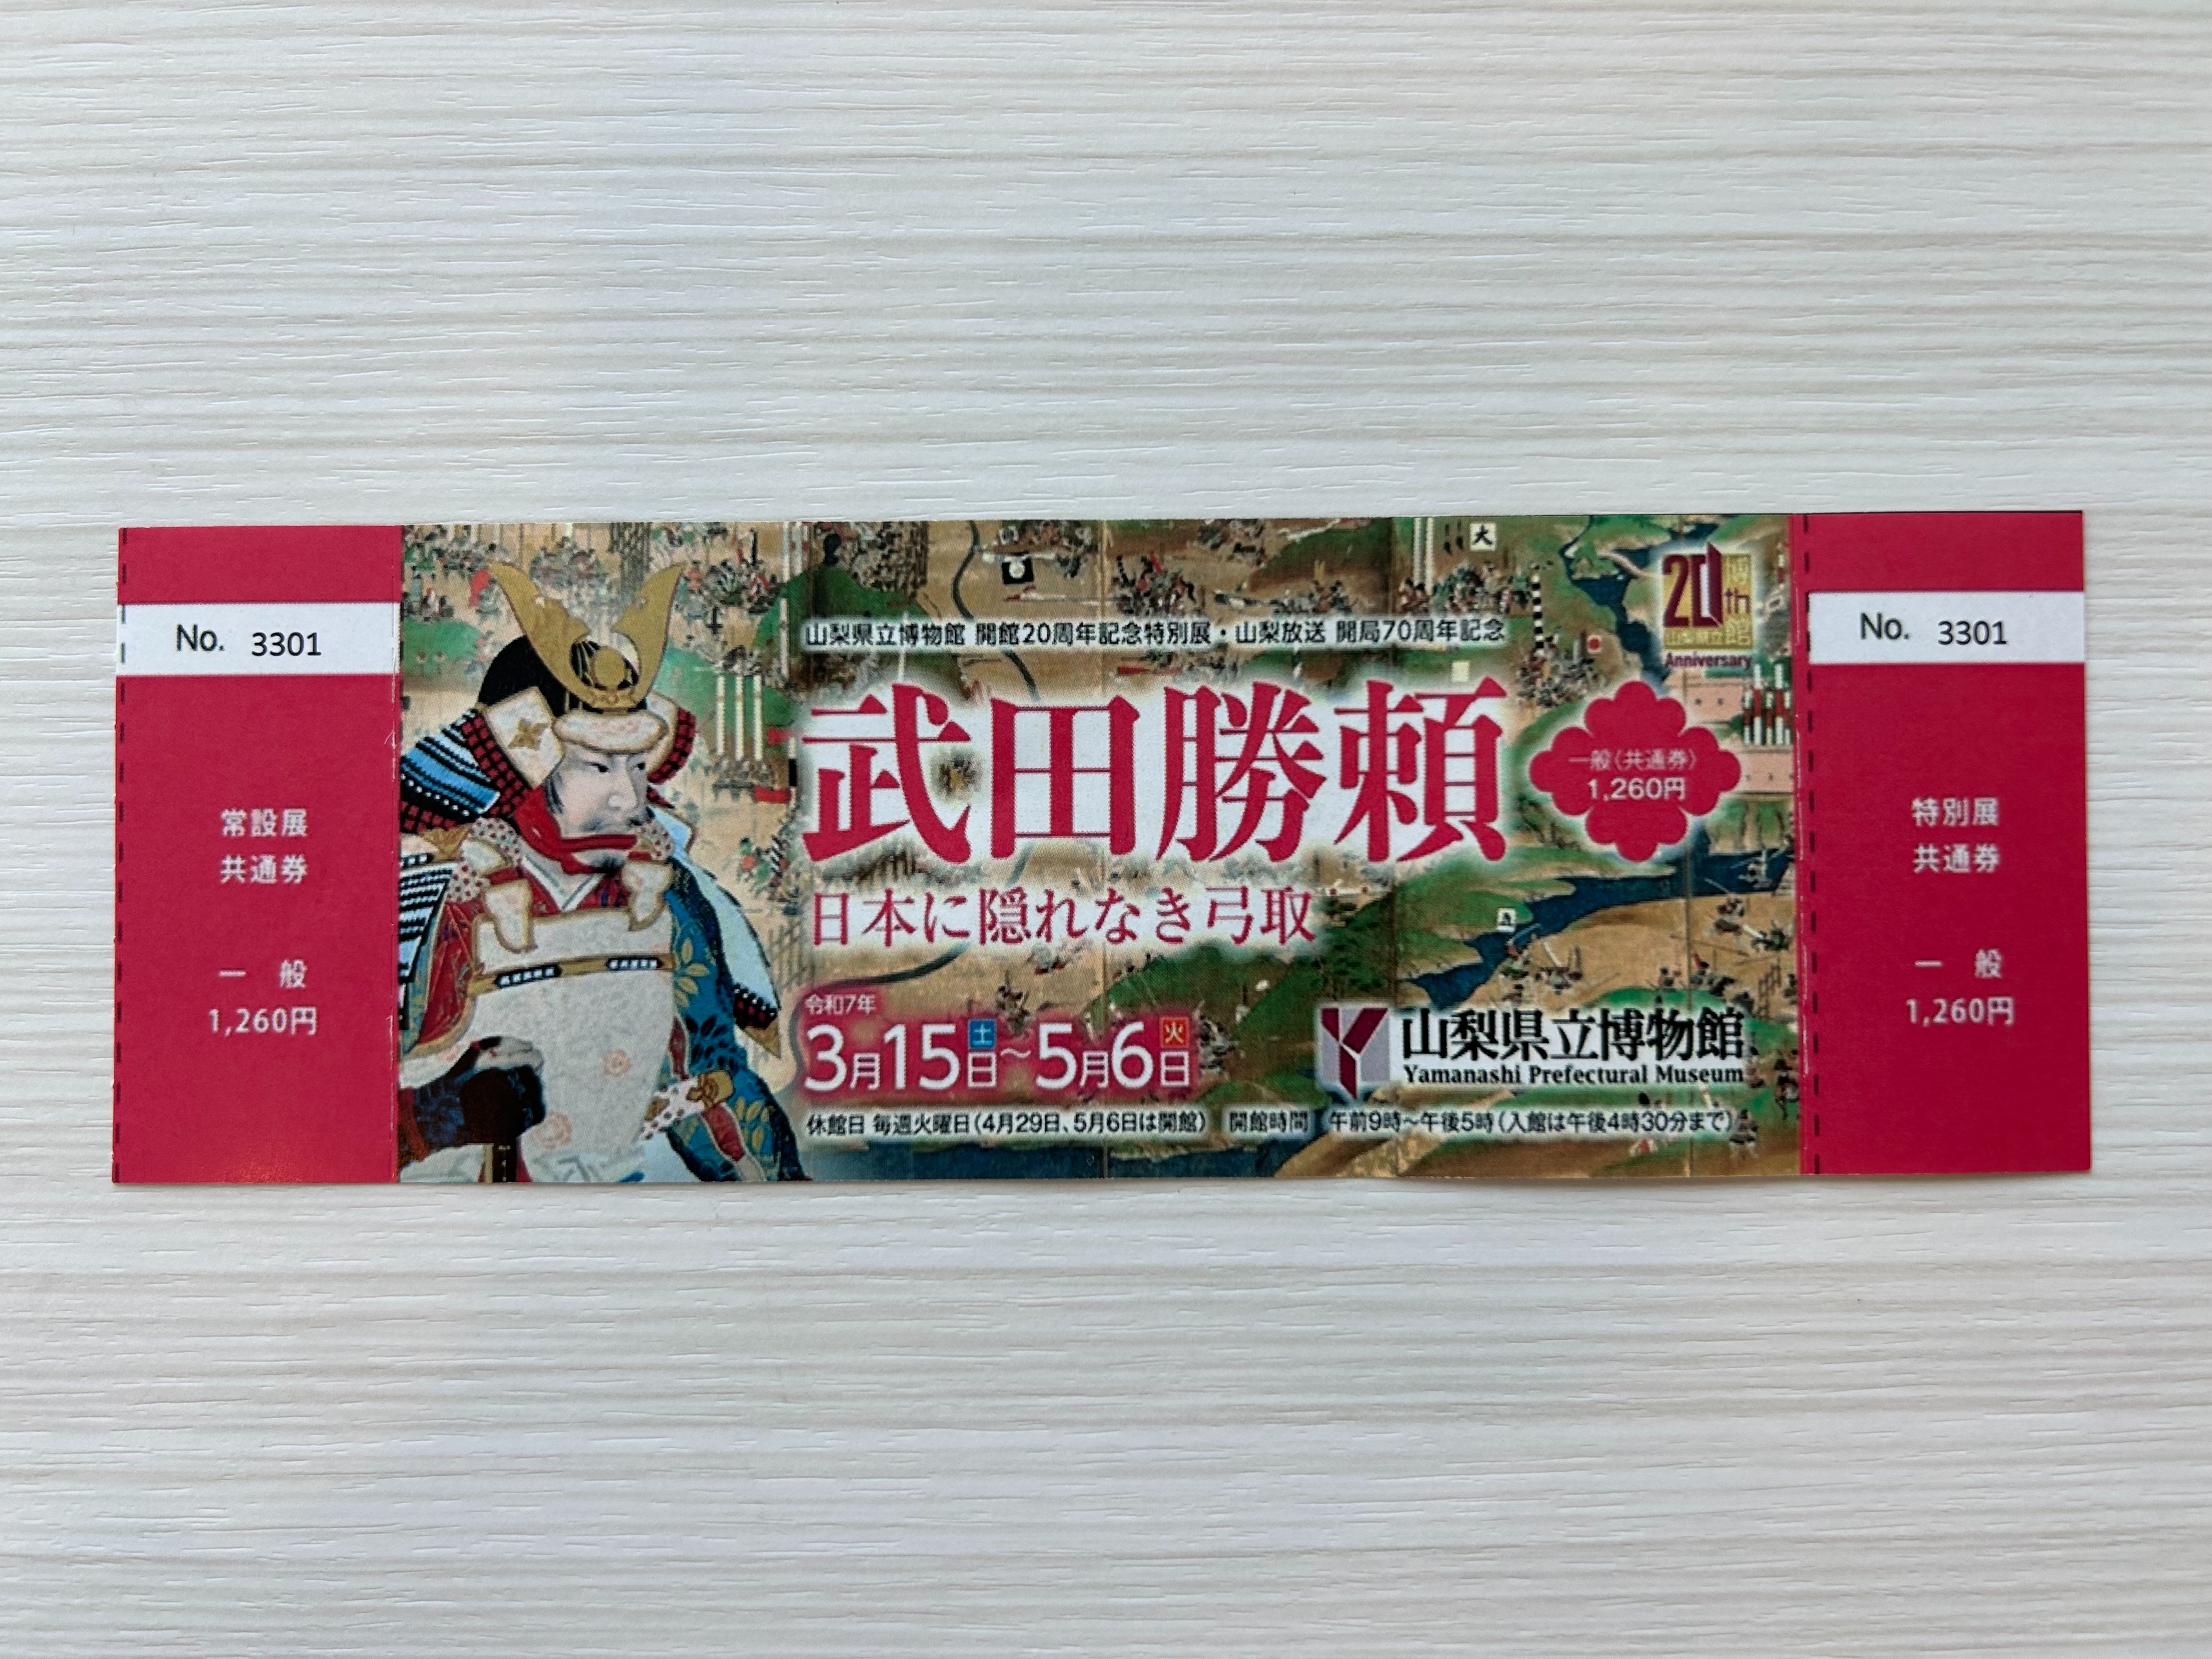 No. 3301
常設展
共通券
一 般
1,260円
山梨県立博物館 開館20周年記念特別展・山梨放送 開局70周年記念
武田勝頼
日本に隠れなき弓取
一般（共通券）
1,260円
20th
博
館
山梨県立
Anniversary
大
令和7年
3月15日土～5月6日火
休館日 毎週火曜日（4月29日、5月6日は開館） 開館時間 午前9時～午後5時（入館は午後4時30分まで）
山梨県立博物館
Yamanashi Prefectural Museum
No. 3301
特別展
共通券
一 般
1,260円